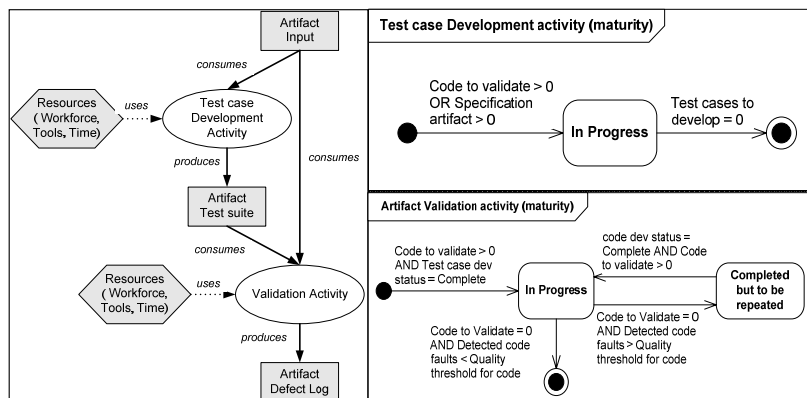 Artifact
Input
consumes
Resources
( Workforce,
Tools, Time)
uses
Test case
Development
Activity
produces
consumes
Artifact
Test suite
consumes
Resources
( Workforce,
Tools, Time)
uses
Validation Activity
produces
Artifact
Defect Log
Test case Development activity (maturity)
Code to validate > 0
OR Specification
artifact > 0
In Progress
Test cases to
develop = 0
Artifact Validation activity (maturity)
Code to validate > 0
AND Test case dev
status = Complete
In Progress
code dev status =
Complete AND Code
to validate > 0
Completed
but to be
repeated
Code to Validate = 0
AND Detected code
faults < Quality
threshold for code
Code to Validate = 0
AND Detected code
faults > Quality
threshold for code